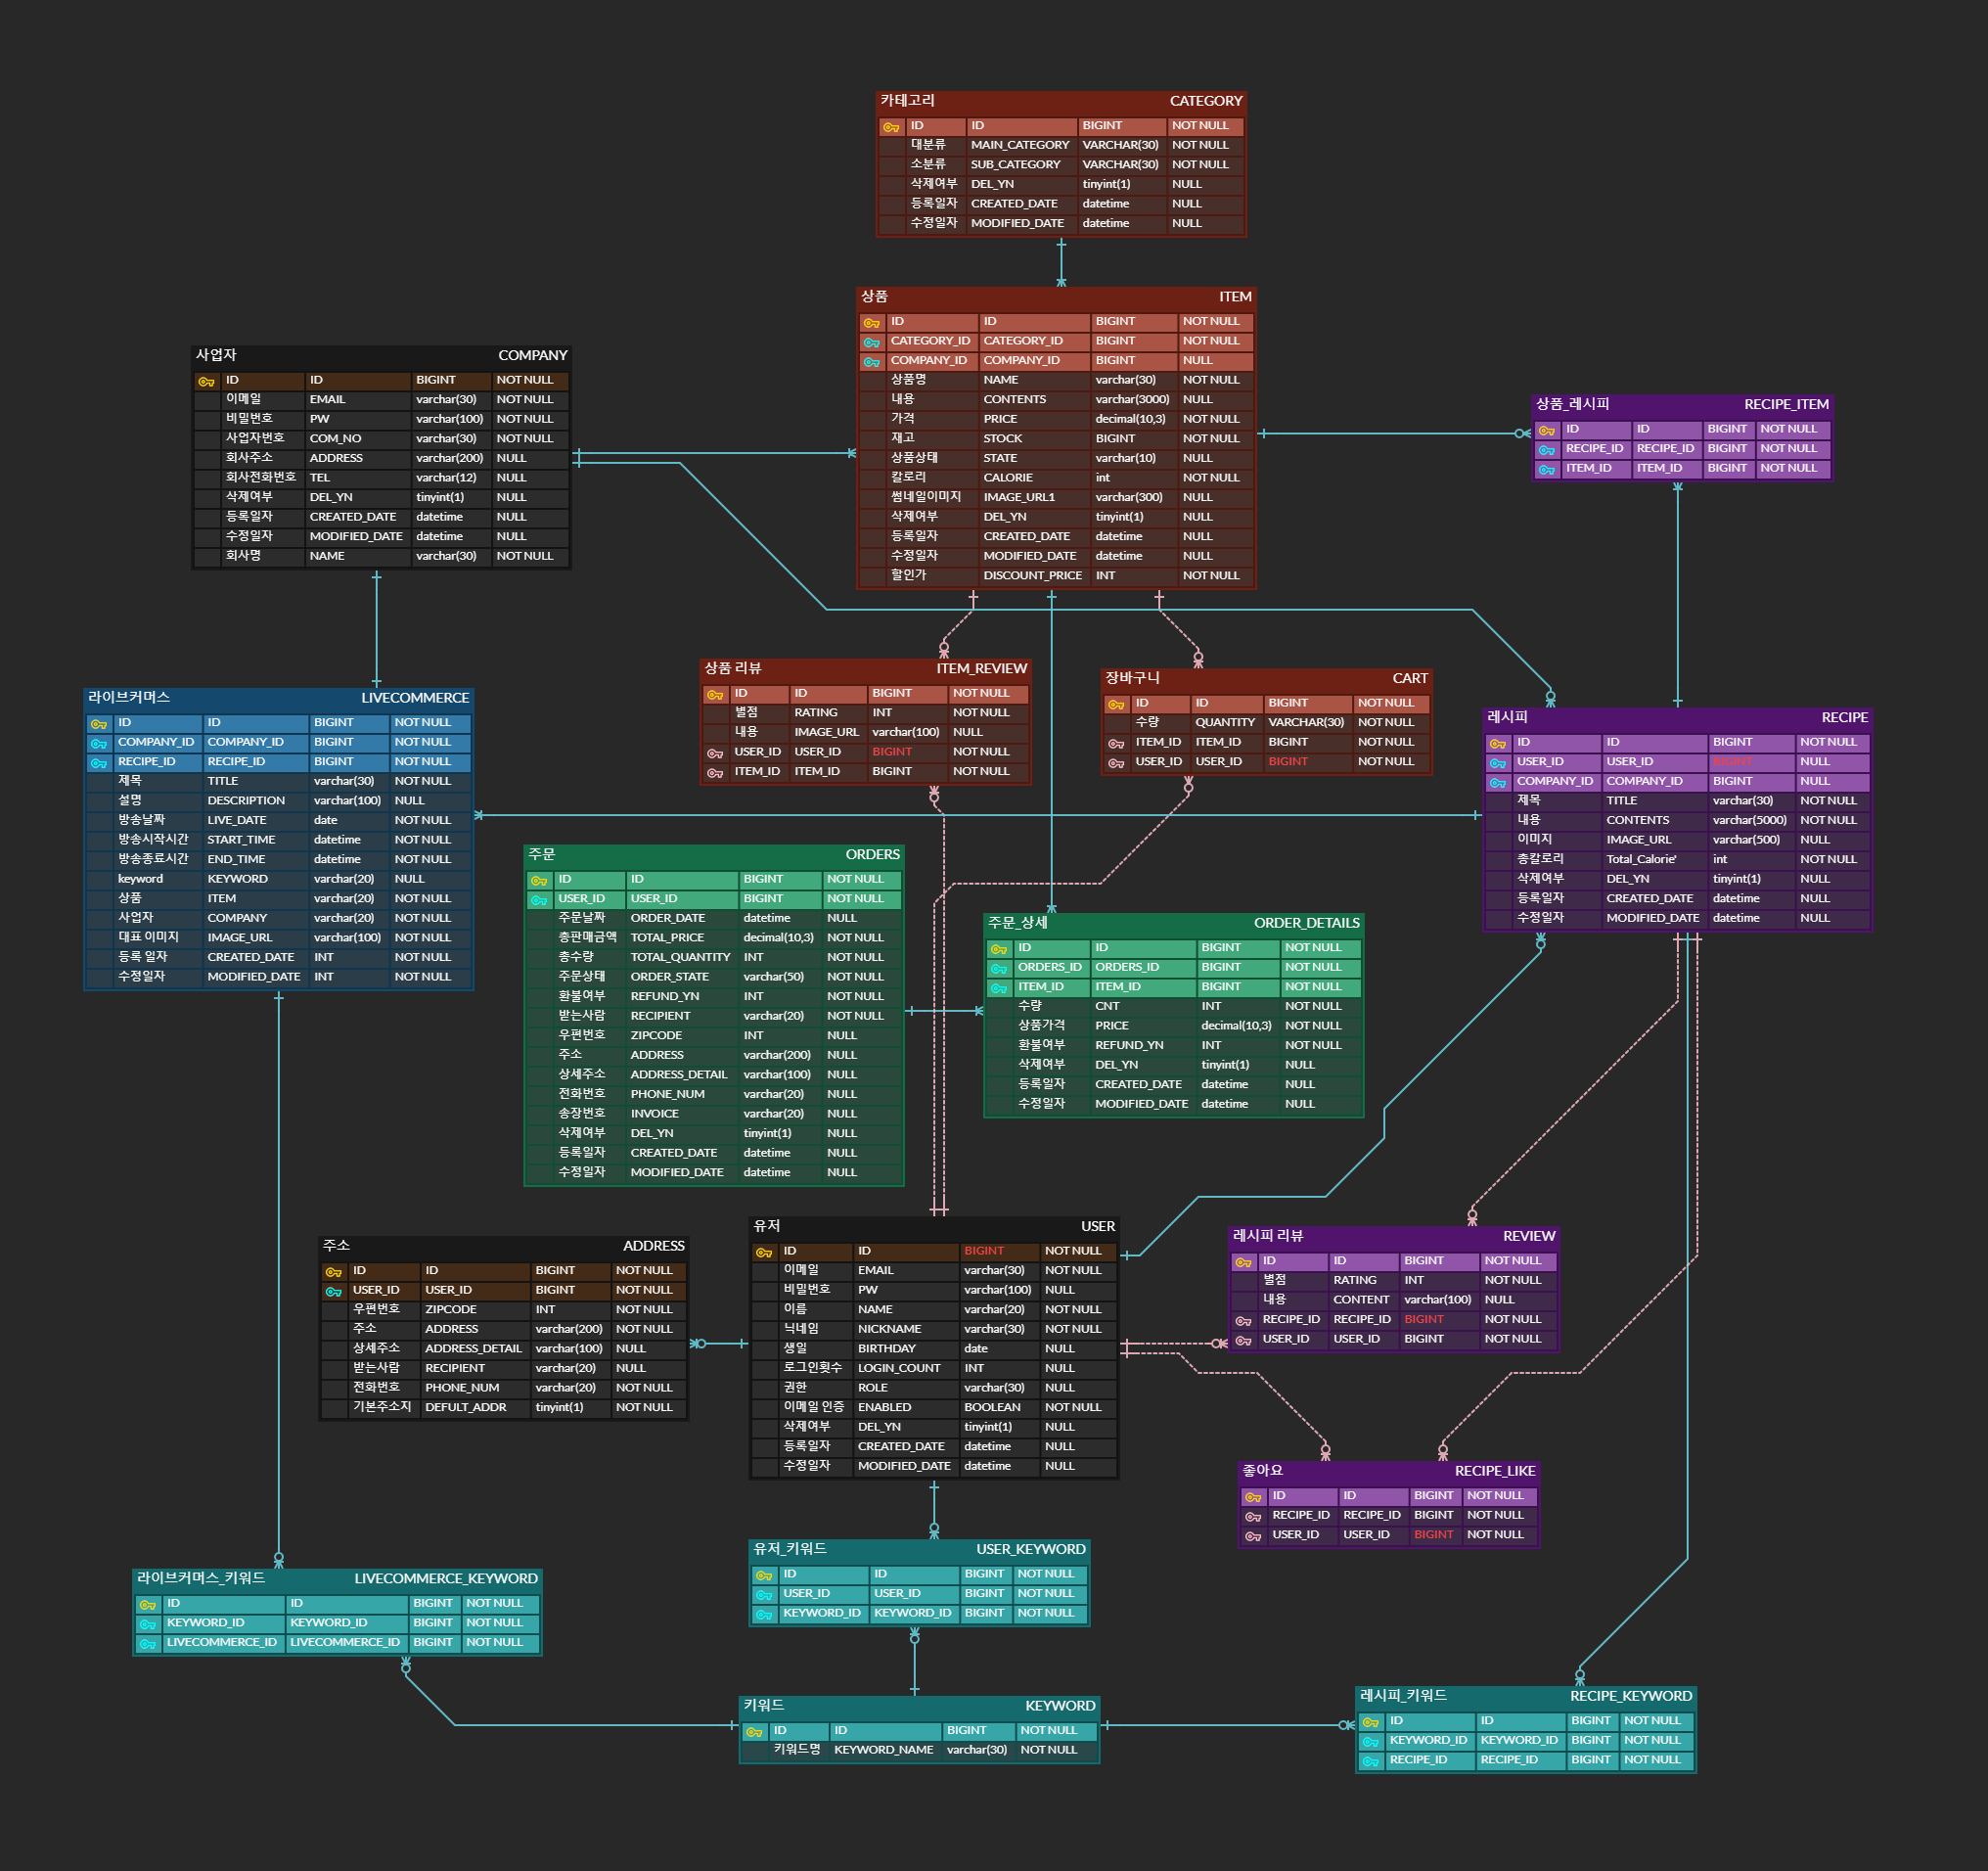 카테고리 CATEGORY
ID ID BIGINT NOT NULL
대분류 MAIN_CATEGORY VARCHAR(30) NOT NULL
소분류 SUB_CATEGORY VARCHAR(30) NOT NULL
삭제여부 DEL_YN tinyint(1) NULL
등록일자 CREATED_DATE datetime NULL
수정일자 MODIFIED_DATE datetime NULL
상품 ITEM
ID ID BIGINT NOT NULL
CATEGORY_ID CATEGORY_ID BIGINT NOT NULL
COMPANY_ID COMPANY_ID BIGINT NULL
상품명 NAME varchar(30) NOT NULL
내용 CONTENTS varchar(3000) NULL
가격 PRICE decimal(10,3) NOT NULL
재고 STOCK BIGINT NOT NULL
상품상태 STATE varchar(10) NULL
칼로리 CALORIE int NOT NULL
썸네일이미지 IMAGE_URL1 varchar(300) NULL
삭제여부 DEL_YN tinyint(1) NULL
등록일자 CREATED_DATE datetime NULL
수정일자 MODIFIED_DATE datetime NULL
할인가 DISCOUNT_PRICE INT NOT NULL
사업자 COMPANY
ID ID BIGINT NOT NULL
이메일 EMAIL varchar(30) NOT NULL
비밀번호 PW varchar(100) NOT NULL
사업자번호 COM_NO varchar(30) NOT NULL
회사주소 ADDRESS varchar(200) NULL
회사전화번호 TEL varchar(12) NULL
삭제여부 DEL_YN tinyint(1) NULL
등록일자 CREATED_DATE datetime NULL
수정일자 MODIFIED_DATE datetime NULL
회사명 NAME varchar(30) NOT NULL
상품_레시피 RECIPE_ITEM
ID ID BIGINT NOT NULL
RECIPE_ID RECIPE_ID BIGINT NOT NULL
ITEM_ID ITEM_ID BIGINT NOT NULL
상품 리뷰 ITEM_REVIEW
ID ID BIGINT NOT NULL
별점 RATING INT NOT NULL
내용 IMAGE_URL varchar(100) NULL
USER_ID USER_ID BIGINT NOT NULL
ITEM_ID ITEM_ID BIGINT NOT NULL
장바구니 CART
ID ID BIGINT NOT NULL
수량 QUANTITY VARCHAR(30) NOT NULL
ITEM_ID ITEM_ID BIGINT NOT NULL
USER_ID USER_ID BIGINT NOT NULL
라이브커머스 LIVECOMMERCE
ID ID BIGINT NOT NULL
COMPANY_ID COMPANY_ID BIGINT NOT NULL
RECIPE_ID RECIPE_ID BIGINT NOT NULL
제목 TITLE varchar(30) NOT NULL
설명 DESCRIPTION varchar(100) NULL
방송날짜 LIVE_DATE date NOT NULL
방송시작시간 START_TIME datetime NOT NULL
방송종료시간 END_TIME datetime NOT NULL
keyword KEYWORD varchar(20) NULL
상품 ITEM varchar(20) NOT NULL
사업자 COMPANY varchar(20) NOT NULL
대표 이미지 IMAGE_URL varchar(100) NOT NULL
등록 일자 CREATED_DATE INT NOT NULL
수정일자 MODIFIED_DATE INT NOT NULL
레시피 RECIPE
ID ID BIGINT NOT NULL
USER_ID USER_ID BIGINT NULL
COMPANY_ID COMPANY_ID BIGINT NULL
제목 TITLE varchar(30) NOT NULL
내용 CONTENTS varchar(5000) NOT NULL
이미지 IMAGE_URL varchar(500) NULL
총칼로리 Total_Calorie' int NOT NULL
삭제여부 DEL_YN tinyint(1) NULL
등록일자 CREATED_DATE datetime NULL
수정일자 MODIFIED_DATE datetime NULL
주문 ORDERS
ID ID BIGINT NOT NULL
USER_ID USER_ID BIGINT NOT NULL
주문날짜 ORDER_DATE datetime NULL
총판매금액 TOTAL_PRICE decimal(10,3) NOT NULL
총수량 TOTAL_QUANTITY INT NOT NULL
주문상태 ORDER_STATE varchar(50) NOT NULL
환불여부 REFUND_YN INT NOT NULL
받는사람 RECIPIENT varchar(20) NOT NULL
우편번호 ZIPCODE INT NULL
주소 ADDRESS varchar(200) NULL
상세주소 ADDRESS_DETAIL varchar(100) NULL
전화번호 PHONE_NUM varchar(20) NULL
송장번호 INVOICE varchar(20) NULL
삭제여부 DEL_YN tinyint(1) NULL
등록일자 CREATED_DATE datetime NULL
수정일자 MODIFIED_DATE datetime NULL
주문_상세 ORDER_DETAILS
ID ID BIGINT NOT NULL
ORDERS_ID ORDERS_ID BIGINT NOT NULL
ITEM_ID ITEM_ID BIGINT NOT NULL
수량 CNT INT NOT NULL
상품가격 PRICE decimal(10,3) NOT NULL
환불여부 REFUND_YN INT NOT NULL
삭제여부 DEL_YN tinyint(1) NULL
등록일자 CREATED_DATE datetime NULL
수정일자 MODIFIED_DATE datetime NULL
주소 ADDRESS
ID ID BIGINT NOT NULL
USER_ID USER_ID BIGINT NOT NULL
우편번호 ZIPCODE INT NOT NULL
주소 ADDRESS varchar(200) NOT NULL
상세주소 ADDRESS_DETAIL varchar(100) NULL
받는사람 RECIPIENT varchar(20) NULL
전화번호 PHONE_NUM varchar(20) NOT NULL
기본주소지 DEFULT_ADDR tinyint(1) NOT NULL
유저 USER
ID ID BIGINT NOT NULL
이메일 EMAIL varchar(30) NOT NULL
비밀번호 PW varchar(100) NULL
이름 NAME varchar(20) NOT NULL
닉네임 NICKNAME varchar(30) NOT NULL
생일 BIRTHDAY date NULL
로그인횟수 LOGIN_COUNT INT NULL
권한 ROLE varchar(30) NULL
이메일 인증 ENABLED BOOLEAN NOT NULL
삭제여부 DEL_YN tinyint(1) NULL
등록일자 CREATED_DATE datetime NULL
수정일자 MODIFIED_DATE datetime NULL
레시피 리뷰 REVIEW
ID ID BIGINT NOT NULL
별점 RATING INT NOT NULL
내용 CONTENT varchar(100) NULL
RECIPE_ID RECIPE_ID BIGINT NOT NULL
USER_ID USER_ID BIGINT NOT NULL
좋아요 RECIPE_LIKE
ID ID BIGINT NOT NULL
RECIPE_ID RECIPE_ID BIGINT NOT NULL
USER_ID USER_ID BIGINT NOT NULL
유저_키워드 USER_KEYWORD
ID ID BIGINT NOT NULL
USER_ID USER_ID BIGINT NOT NULL
KEYWORD_ID KEYWORD_ID BIGINT NOT NULL
라이브커머스_키워드 LIVECOMMERCE_KEYWORD
ID ID BIGINT NOT NULL
KEYWORD_ID KEYWORD_ID BIGINT NOT NULL
LIVECOMMERCE_ID LIVECOMMERCE_ID BIGINT NOT NULL
키워드 KEYWORD
ID ID BIGINT NOT NULL
키워드명 KEYWORD_NAME varchar(30) NOT NULL
레시피_키워드 RECIPE_KEYWORD
ID ID BIGINT NOT NULL
KEYWORD_ID KEYWORD_ID BIGINT NOT NULL
RECIPE_ID RECIPE_ID BIGINT NOT NULL